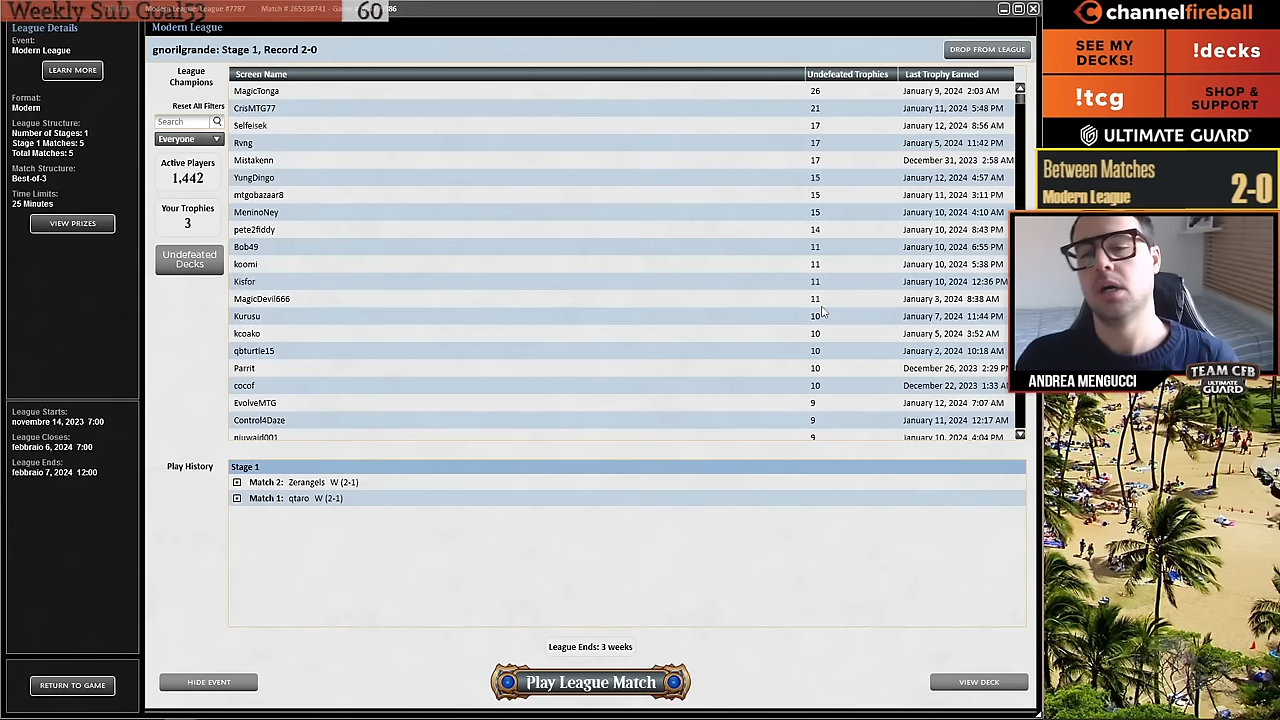 Weekly Sub Goal
60
Modern League: League #7787
Match # 265338741
League Details
Event:
Modern League
LEARN MORE
Format:
Modern
League Structure:
Number of Stages: 1
Stage 1 Matches: 5
Total Matches: 5
Match Structure:
Best-of-3
Time Limits:
25 Minutes
VIEW PRIZES
League Starts:
novembre 14, 2023 7:00
League Closes:
febbraio 6, 2024 7:00
League Ends:
febbraio 7, 2024 12:00
RETURN TO GAME
Modern League
gnorilgrande: Stage 1, Record 2-0
DROP FROM LEAGUE
League
Champions
Reset All Filters
Search
Everyone
Active Players
1,442
Your Trophies
3
Undefeated
Decks
Screen Name Undefeated Trophies Last Trophy Earned
MagicTonga 26 January 9, 2024 2:03 AM
CrisMTG77 21 January 11, 2024 5:48 PM
Selfeisek 17 January 12, 2024 8:56 AM
Rvng 17 January 5, 2024 11:42 PM
Mistakenn 17 December 31, 2023 2:58 AM
YungDingo 15 January 12, 2024 4:57 AM
mtgobazaar8 15 January 11, 2024 3:11 PM
MeninoNey 15 January 10, 2024 4:10 AM
pete2fiddy 14 January 10, 2024 8:43 PM
Bob49 11 January 10, 2024 6:55 PM
koomi 11 January 10, 2024 5:38 PM
Kisfor 11 January 10, 2024 12:36 PM
MagicDevil666 11 January 3, 2024 8:38 AM
Kurusu 10 January 7, 2024 11:44 PM
kcoako 10 January 5, 2024 3:52 AM
qbturtle15 10 January 2, 2024 10:18 AM
Parrit 10 December 26, 2023 2:29 P
cocof 10 December 22, 2023 1:33 A
EvolveMTG 9 January 12, 2024 7:07 AM
Control4Daze 9 January 11, 2024 12:17 AM
9 January 10, 2024 4:04 PM
Play History
Stage 1
Match 2: Zerangels W (2-1)
Match 1: qtaro W (2-1)
League Ends: 3 weeks
HIDE EVENT
Play League Match
VIEW DECK
channelfireball
SEE MY
DECKS!
!decks
!tcg
SHOP &
SUPPORT
ULTIMATE GUARD
Between Matches
Modern League
2-0
ANDREA MENGUCCI
TEAM CFB
ULTIMATE
GUARD